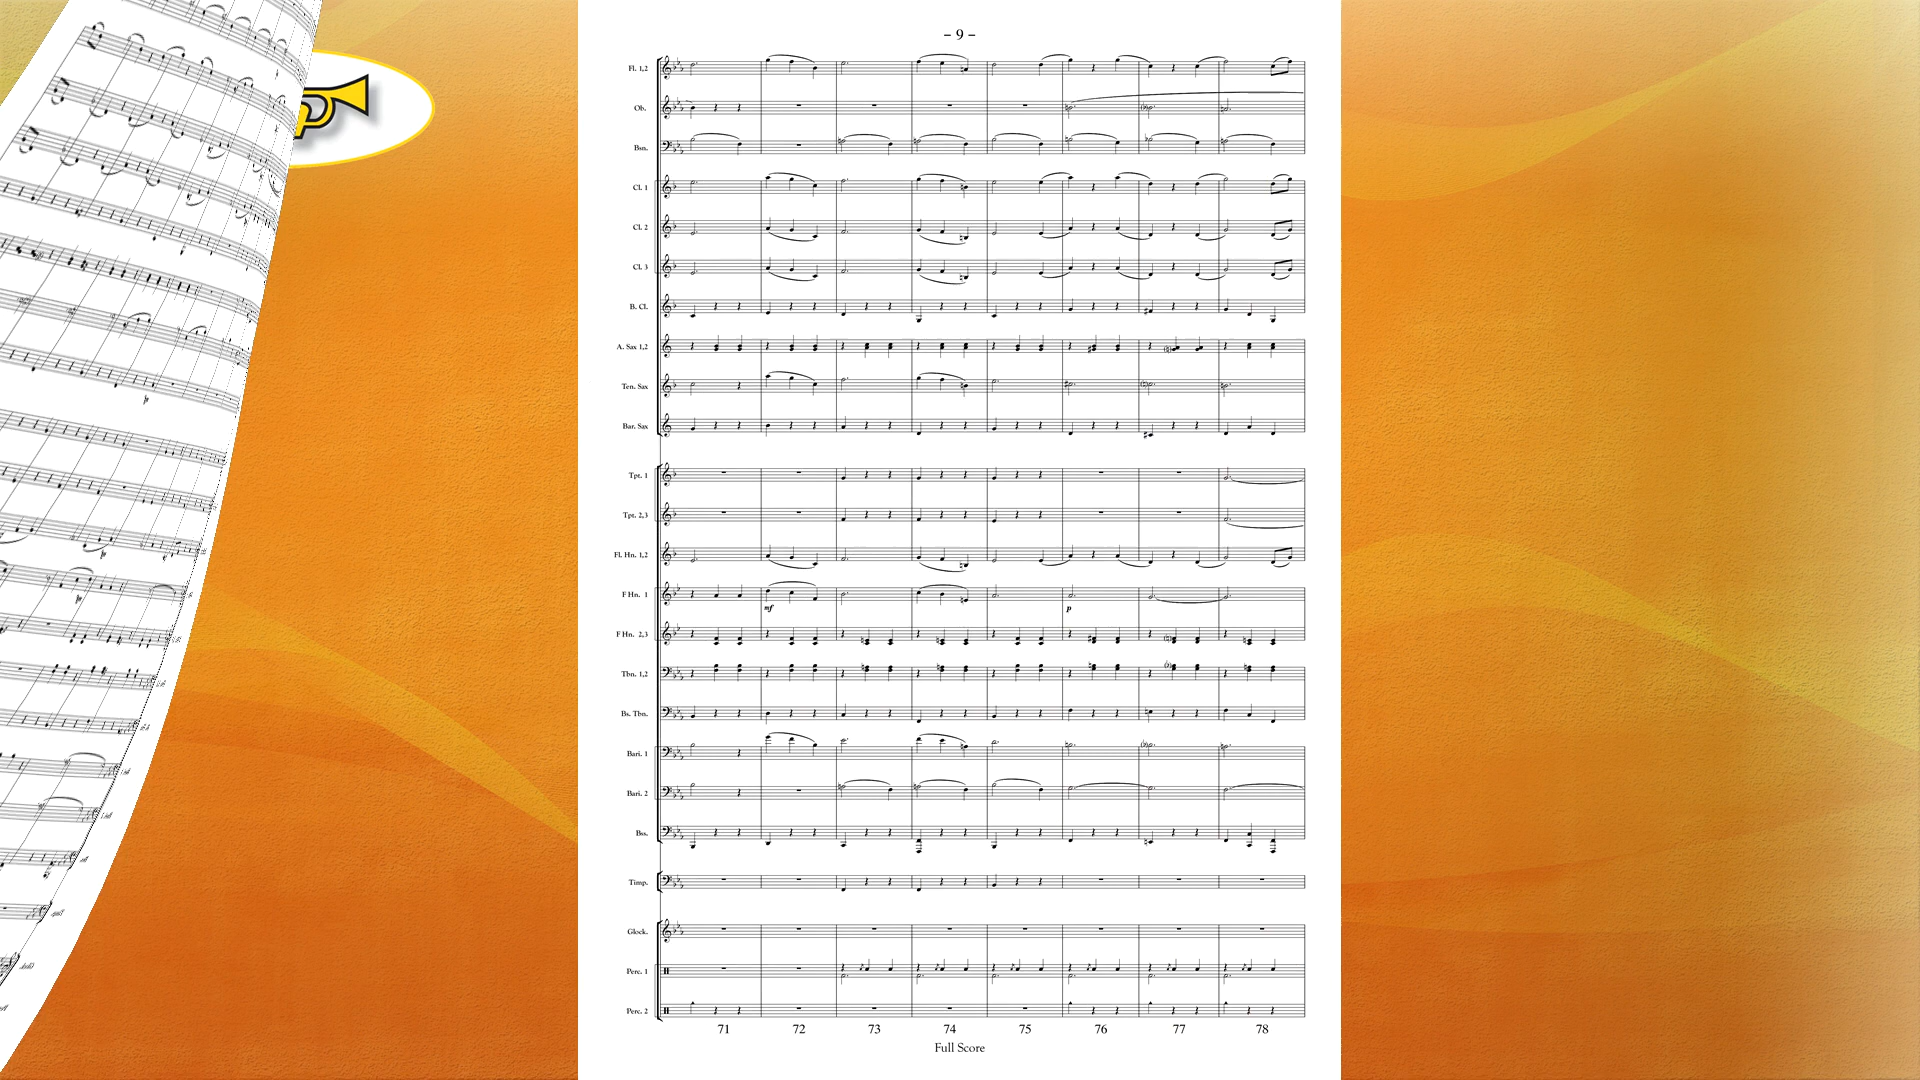 – 9 –
Fl. 1,2
Ob.
Bsn.
Cl. 1
Cl. 2
Cl. 3
B. Cl.
A. Sax 1,2
Ten. Sax
Bar. Sax
Tpt. 1
Tpt. 2,3
Fl. Hn. 1,2
F Hn. 1
mf p
F Hn. 2,3
Tbn. 1,2
Bs. Tbn.
Bari. 1
Bari. 2
Bss.
Timp.
Glock.
Perc. 1
Perc. 2
71 72 73 74 75 76 77 78
Full Score